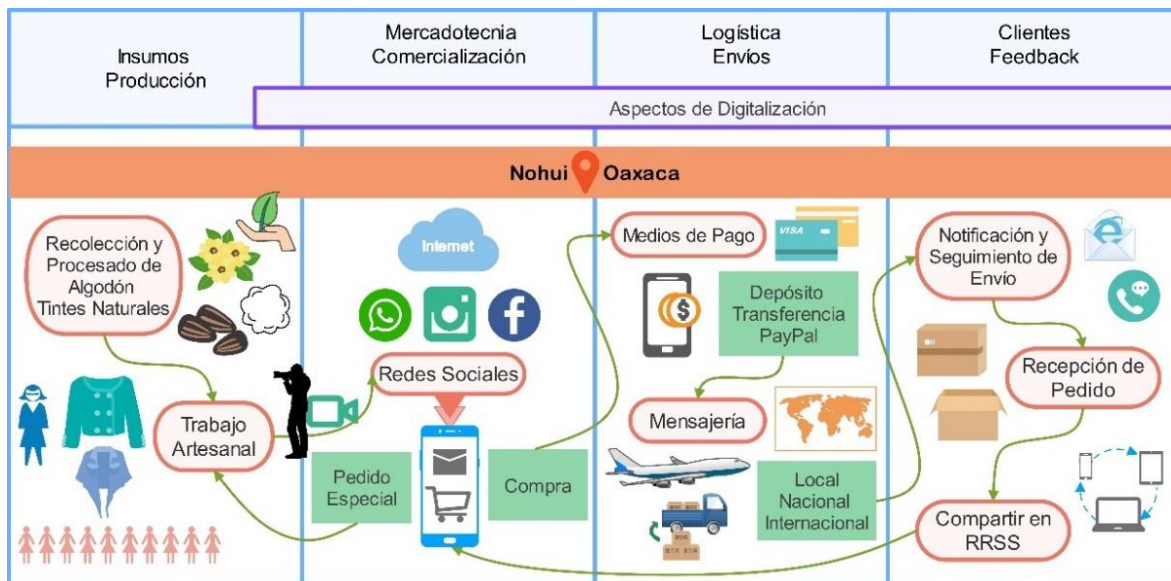 Insumos
Producción
Mercadotecnia
Comercialización
Logística
Envíos
Clientes
Feedback
Aspectos de Digitalización
Nohui Oaxaca
Recolección y
Procesado de
Algodón
Tintes Naturales
Trabajo
Artesanal
Internet
Redes Sociales
Pedido
Especial
Compra
Medios de Pago
VISA
Depósito
Transferencia
PayPal
Mensajería
Local
Nacional
Internacional
Notificación y
Seguimiento de
Envío
Recepción de
Pedido
Compartir en
RRSS